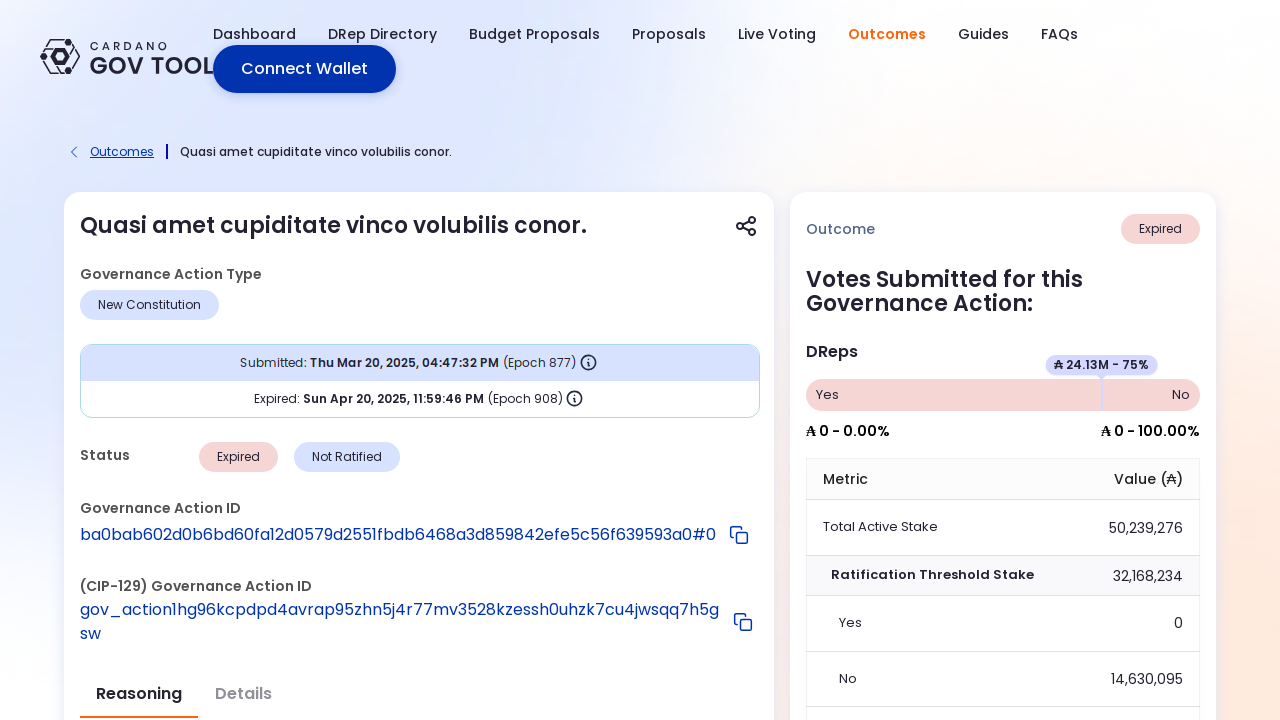 CARDANO
GOV TOOL
Dashboard
DRep Directory
Budget Proposals
Proposals
Live Voting
Outcomes
Guides
FAQs
Connect Wallet
Outcomes
Quasi amet cupiditate vinco volubilis conor.
Quasi amet cupiditate vinco volubilis conor.
Governance Action Type
New Constitution
Submitted: Thu Mar 20, 2025, 04:47:32 PM (Epoch 877)
Expired: Sun Apr 20, 2025, 11:59:46 PM (Epoch 908)
Status
Expired
Not Ratified
Governance Action ID
ba0bab602d0b6bd60fa12d0579d2551fbdb6468a3d859842efe5c56f639593a0#0
(CIP-129) Governance Action ID
gov_action1hg96kcpdpd4avrap95zhn5j4r77mv3528kzessh0uhzk7cu4jwsqq7h5g
sw
Reasoning
Details
Outcome
Expired
Votes Submitted for this
Governance Action:
DReps
₳ 24.13M - 75%
Yes
No
₳ 0 - 0.00%
₳ 0 - 100.00%
Metric
Value (₳)
Total Active Stake
50,239,276
Ratification Threshold Stake
32,168,234
Yes
0
No
14,630,095